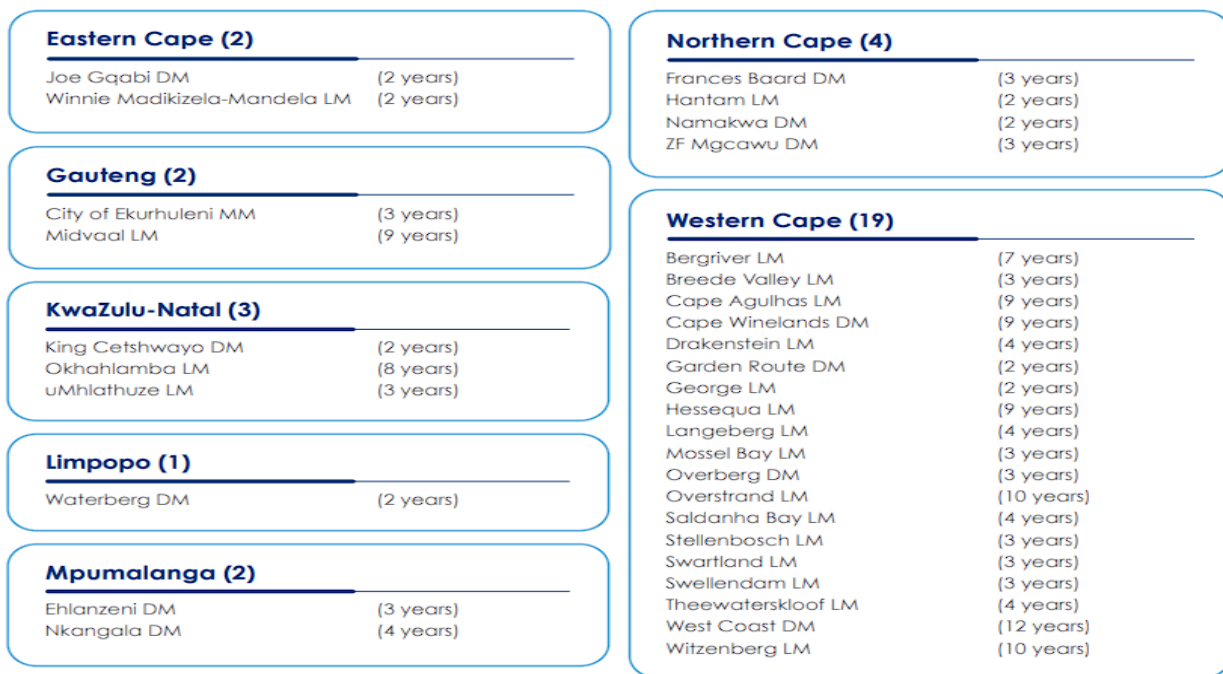 Eastern Cape (2)
Joe Gqabi DM (2 years)
Winnie Madikizela-Mandela LM (2 years)
Gauteng (2)
City of Ekurhuleni MM (3 years)
Midvaal LM (9 years)
KwaZulu-Natal (3)
King Cetshwayo DM (2 years)
Okhahlamba LM (8 years)
uMhlathuze LM (3 years)
Limpopo (1)
Waterberg DM (2 years)
Mpumalanga (2)
Ehlanzeni DM (3 years)
Nkangala DM (4 years)
Northern Cape (4)
Frances Baard DM (3 years)
Hantam LM (2 years)
Namakwa DM (2 years)
ZF Mgcawu DM (3 years)
Western Cape (19)
Bergriver LM (7 years)
Breede Valley LM (3 years)
Cape Agulhas LM (9 years)
Cape Winelands DM (9 years)
Drakenstein LM (4 years)
Garden Route DM (2 years)
George LM (2 years)
Hessequa LM (9 years)
Langeberg LM (4 years)
Mossel Bay LM (3 years)
Overberg DM (3 years)
Overstrand LM (10 years)
Saldanha Bay LM (4 years)
Stellenbosch LM (3 years)
Swartland LM (3 years)
Swellendam LM (3 years)
Theewaterskloof LM (4 years)
West Coast DM (12 years)
Witzenberg LM (10 years)